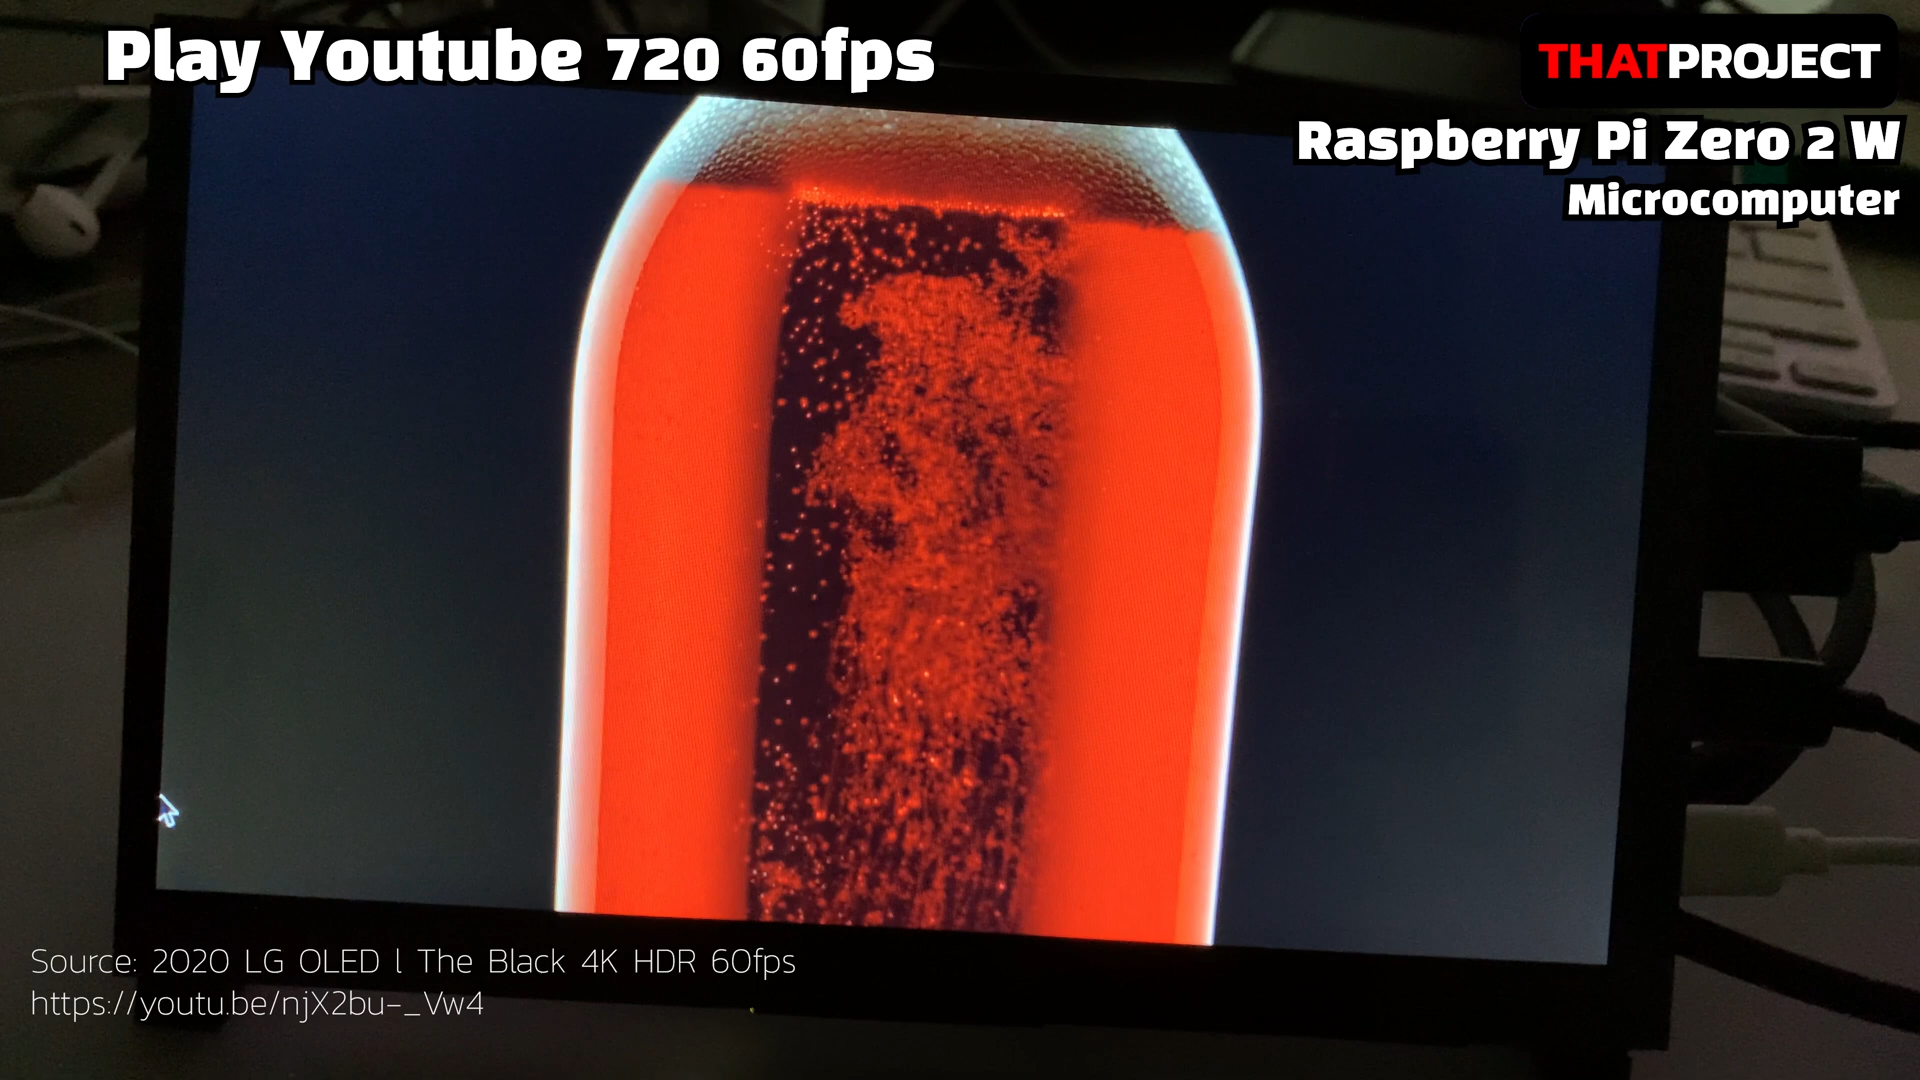 Play Youtube 720 60fps
THATPROJECT
Raspberry Pi Zero 2 W
Microcomputer
Source: 2020 LG OLED l The Black 4K HDR 60fps
https://youtu.be/njX2bu-_Vw4